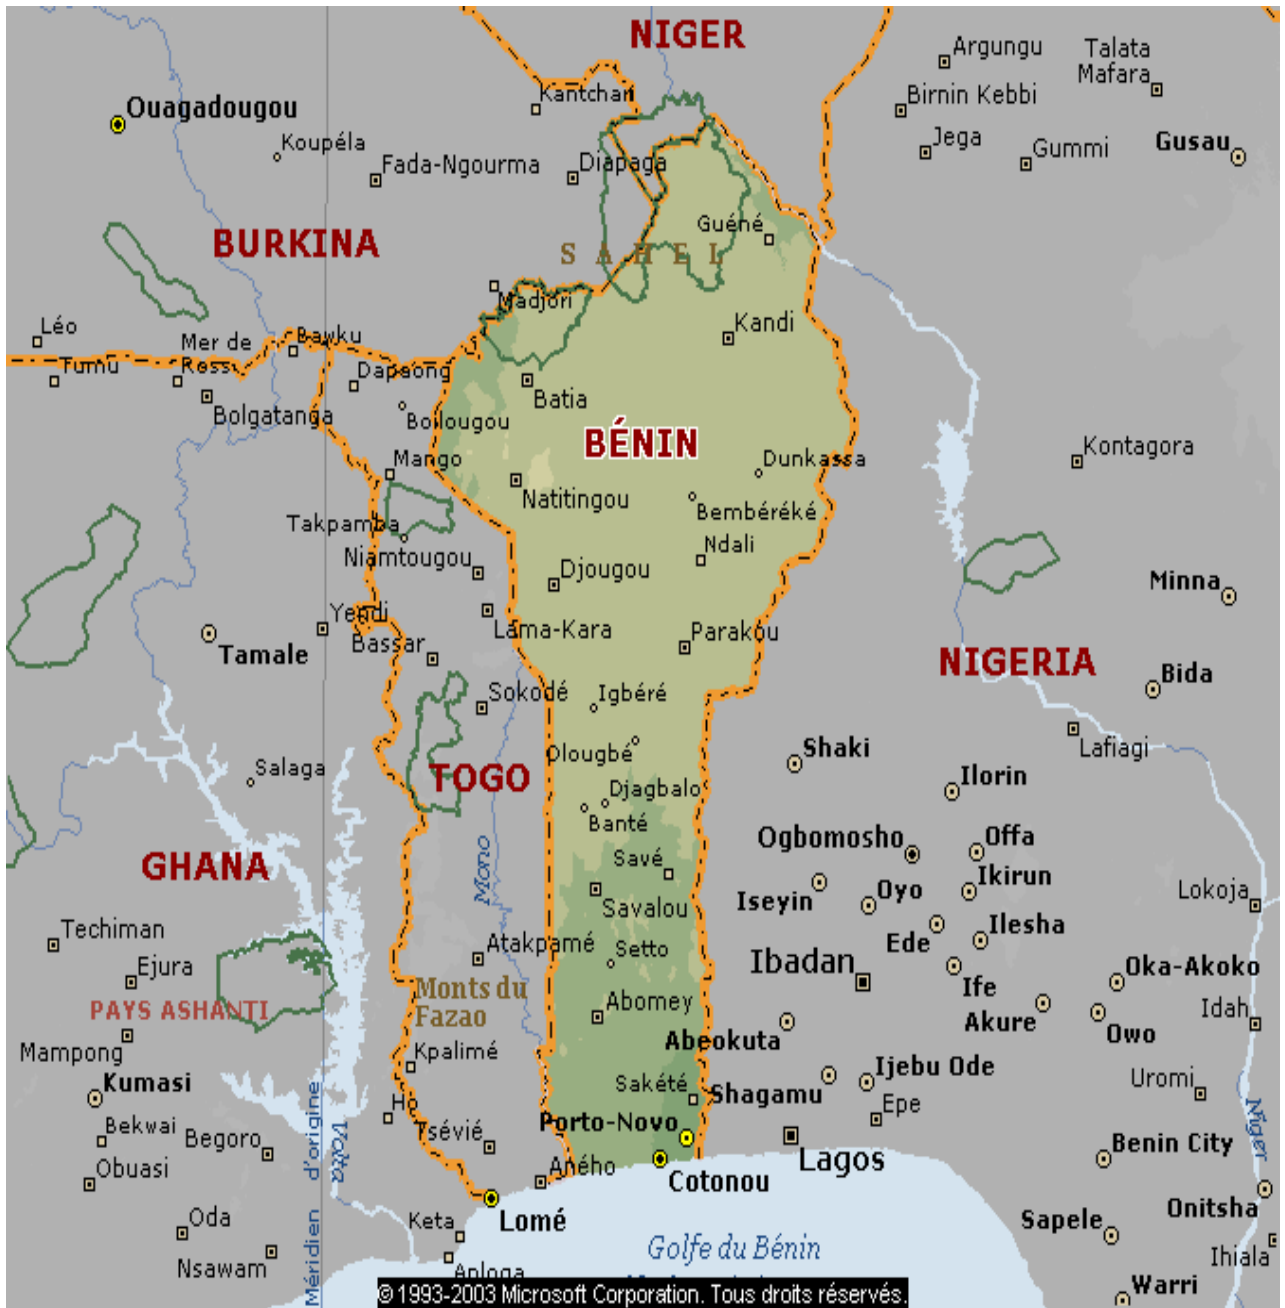 NIGER
Argungu
Talata
Mafara
Kantchari
Birnin Kebbi
Ouagadougou
Koupéla
Jega
Gummi
Gusau
Fada-Ngourma
Diapaga
Guéné
BURKINA
SAHEL
Madjori
Léo
Mer de
Ross
Bawku
Kandi
Tumu
Dapaong
Bolgatanga
Batia
BÉNIN
Kontagora
Mango
Dunkassa
Natitingou
Bembéréké
Takpamba
Niamtougou
Ndali
Djougou
Minna
Yendi
Lama-Kara
Parakou
Tamale
Bassar
NIGERIA
Bida
Sokodé
Igbéré
Olougbé
Shaki
Lafiagi
Salaga
TOGO
Djagbalo
Ilorin
Banté
Ogbomosho
Offa
GHANA
Mono
Savé
Ikirun
Iseyin
Oyo
Lokoja
Savalou
Techiman
Ilesha
Atakpamé
Setto
Ede
Ejura
Ibadan
Oka-Akoko
Monts du
Fazao
Ife
PAYS ASHANTI
Abomey
Akure
Idah
Mampong
Abeokuta
Owo
Kpalimé
Ijebu Ode
Kumasi
Sakété
Shagamu
Uromi
Ho
Epe
Bekwai
Begoro
Tsévié
Porto-Novo
Niger
Méridien d'origine
Volta
Lagos
Benin City
Obuasi
Aného
Cotonou
Onitsha
Oda
Keta
Lomé
Sapele
Golfe du Bénin
Nsawam
Ihiala
Anloga
Warri
© 1993-2003 Microsoft Corporation. Tous droits réservés.